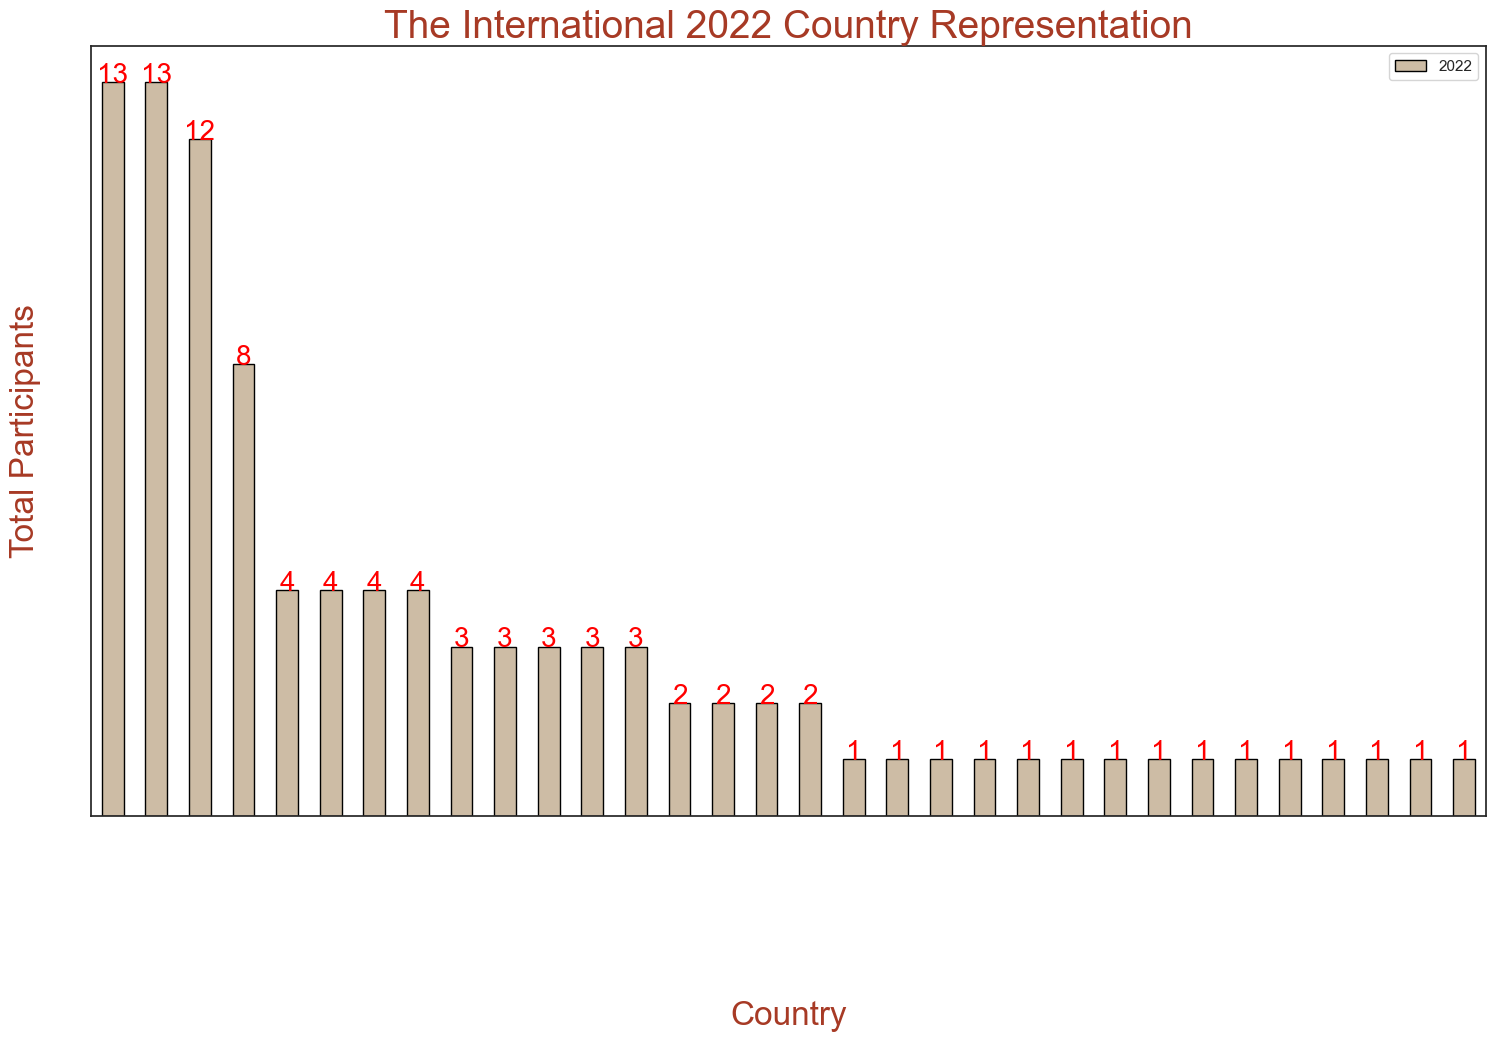 The International 2022 Country Representation
2022
13 13 12 8 4 4 4 4 3 3 3 3 3 2 2 2 2 1 1 1 1 1 1 1 1 1 1 1 1 1 1 1
Total Participants
Country